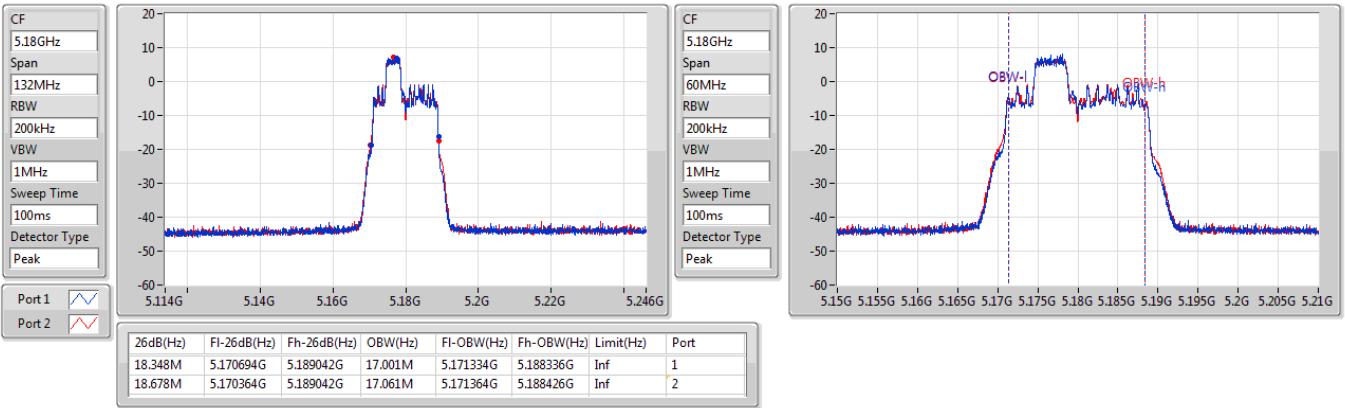 CF
5.18GHz
Span
132MHz
RBW
200kHz
VBW
1MHz
Sweep Time
100ms
Detector Type
Peak
Port 1
Port 2
20
10
0
-10
-20
-30
-40
-50
-60
5.114G 5.14G 5.16G 5.18G 5.2G 5.22G 5.246G
CF
5.18GHz
Span
60MHz
RBW
200kHz
VBW
1MHz
Sweep Time
100ms
Detector Type
Peak
20
10
0
-10
-20
-30
-40
-50
-60
OBW-l
OBW-h
5.15G 5.155G 5.16G 5.165G 5.17G 5.175G 5.18G 5.185G 5.19G 5.195G 5.2G 5.205G 5.21G
26dB(Hz) Fl-26dB(Hz) Fh-26dB(Hz) OBW(Hz) Fl-OBW(Hz) Fh-OBW(Hz) Limit(Hz) Port
18.348M 5.170694G 5.189042G 17.001M 5.171334G 5.188336G Inf 1
18.678M 5.170364G 5.189042G 17.061M 5.171364G 5.188426G Inf 2